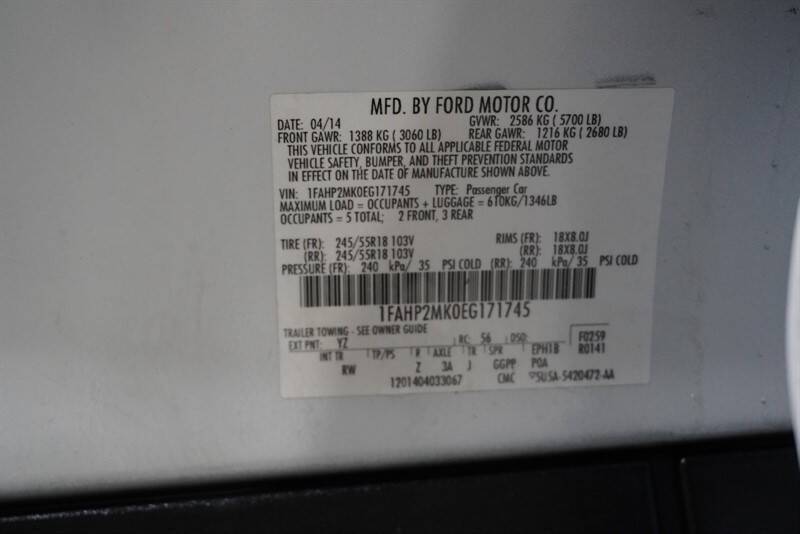 MFD. BY FORD MOTOR CO.
DATE: 04/14 GVWR: 2586 KG ( 5700 LB)
FRONT GAWR: 1388 KG ( 3060 LB) REAR GAWR: 1216 KG ( 2680 LB)
THIS VEHICLE CONFORMS TO ALL APPLICABLE FEDERAL MOTOR
VEHICLE SAFETY, BUMPER, AND THEFT PREVENTION STANDARDS
IN EFFECT ON THE DATE OF MANUFACTURE SHOWN ABOVE.
VIN: 1FAHP2MK0EG171745 TYPE: Passenger Car
MAXIMUM LOAD = OCCUPANTS + LUGGAGE = 610KG/1346LB
OCCUPANTS = 5 TOTAL; 2 FRONT, 3 REAR
TIRE (FR): 245/55R18 103V RIMS (FR): 18X8.0J
(RR): 245/55R18 103V (RR): 18X8.0J
PRESSURE (FR): 240 kPa/ 35 PSI COLD (RR): 240 kPa/ 35 PSI COLD
1FAHP2MK0EG171745
TRAILER TOWING - SEE OWNER GUIDE
EXT PNT: YZ RC: 56 DSO: F0259
INT TR TP/PS R AXLE TR SPR EPH1B R0141
RW Z 3A J GGPP POA
1201404033067 CMC 5U5A-5420472-AA